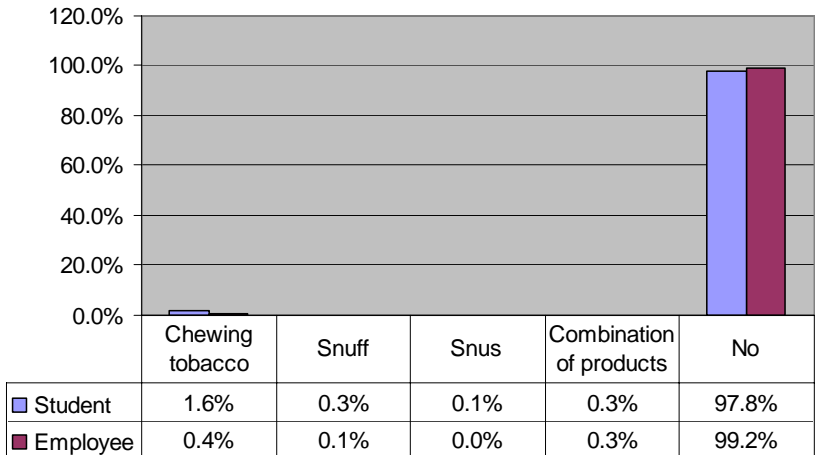 120.0%
100.0%
80.0%
60.0%
40.0%
20.0%
0.0%
Chewing
tobacco
Snuff
Snus
Combination
of products
No
Student 1.6% 0.3% 0.1% 0.3% 97.8%
Employee 0.4% 0.1% 0.0% 0.3% 99.2%